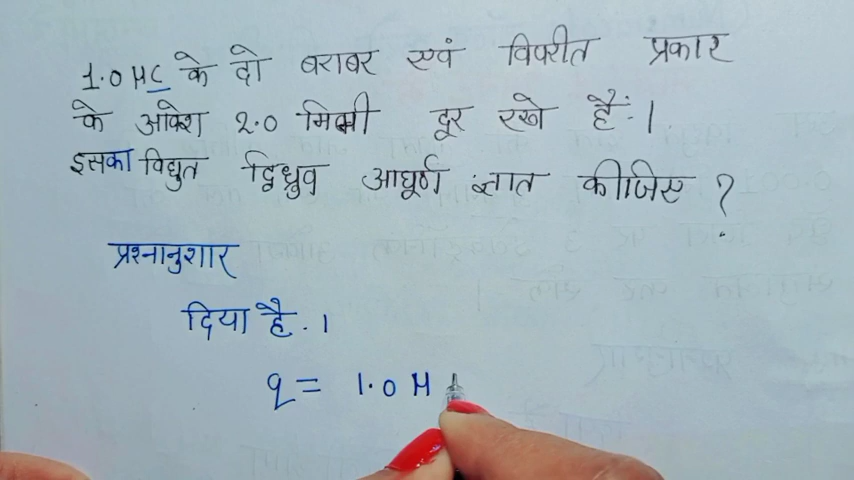 1.0 μC के दो बराबर एवं विपरीत प्रकार
के आवेश 2.0 मिमी दूर रखे हैं।
इसका विधुत द्विध्रुव आघूर्ण ज्ञात कीजिए ?
प्रश्नानुशार
दिया है.।
q = 1.0 μ